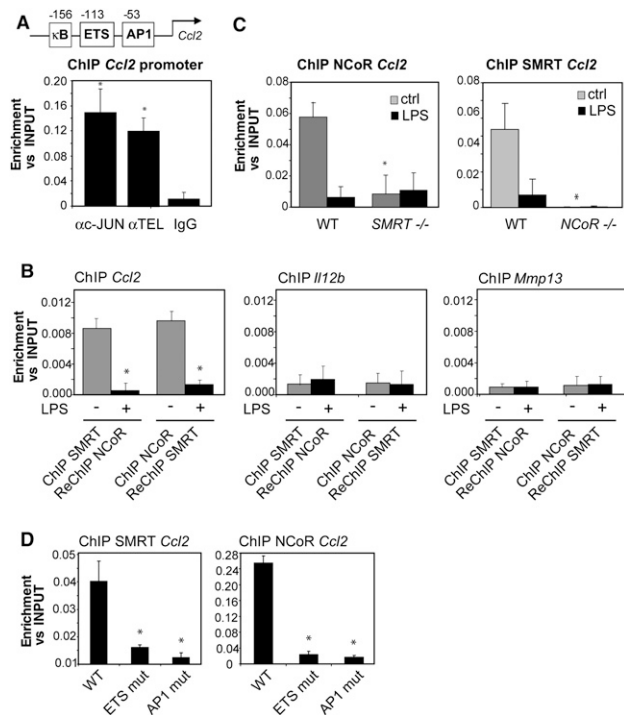 A
-156 -113 -53
κB ETS AP1 Ccl2
ChIP Ccl2 promoter
Enrichment vs INPUT
0.20
0.16
0.12
0.08
0.04
0
* *
αc-JUN αTEL IgG
C
ChIP NCoR Ccl2
Enrichment vs INPUT
0.08
0.06
0.04
0.02
0
ctrl
LPS
*
WT SMRT -/-
ChIP SMRT Ccl2
0.06
0.04
0.02
0
ctrl
LPS
*
WT NCoR -/-
B
ChIP Ccl2
Enrichment vs INPUT
0.012
0.008
0.004
0.000
* *
LPS - + - +
ChIP SMRT
ReChIP NCoR
ChIP NCoR
ReChIP SMRT
ChIP Il12b
0.012
0.008
0.004
0.000
- + - +
ChIP SMRT
ReChIP NCoR
ChIP NCoR
ReChIP SMRT
ChIP Mmp13
0.012
0.008
0.004
0.000
- + - +
ChIP SMRT
ReChIP NCoR
ChIP NCoR
ReChIP SMRT
D
ChIP SMRT Ccl2
Enrichment vs INPUT
0.05
0.04
0.04
0.02
0.01
* *
WT
ETS mut
AP1 mut
ChIP NCoR Ccl2
0.28
0.24
0.20
0.16
0.12
0.08
0.04
0
* *
WT
ETS mut
AP1 mut